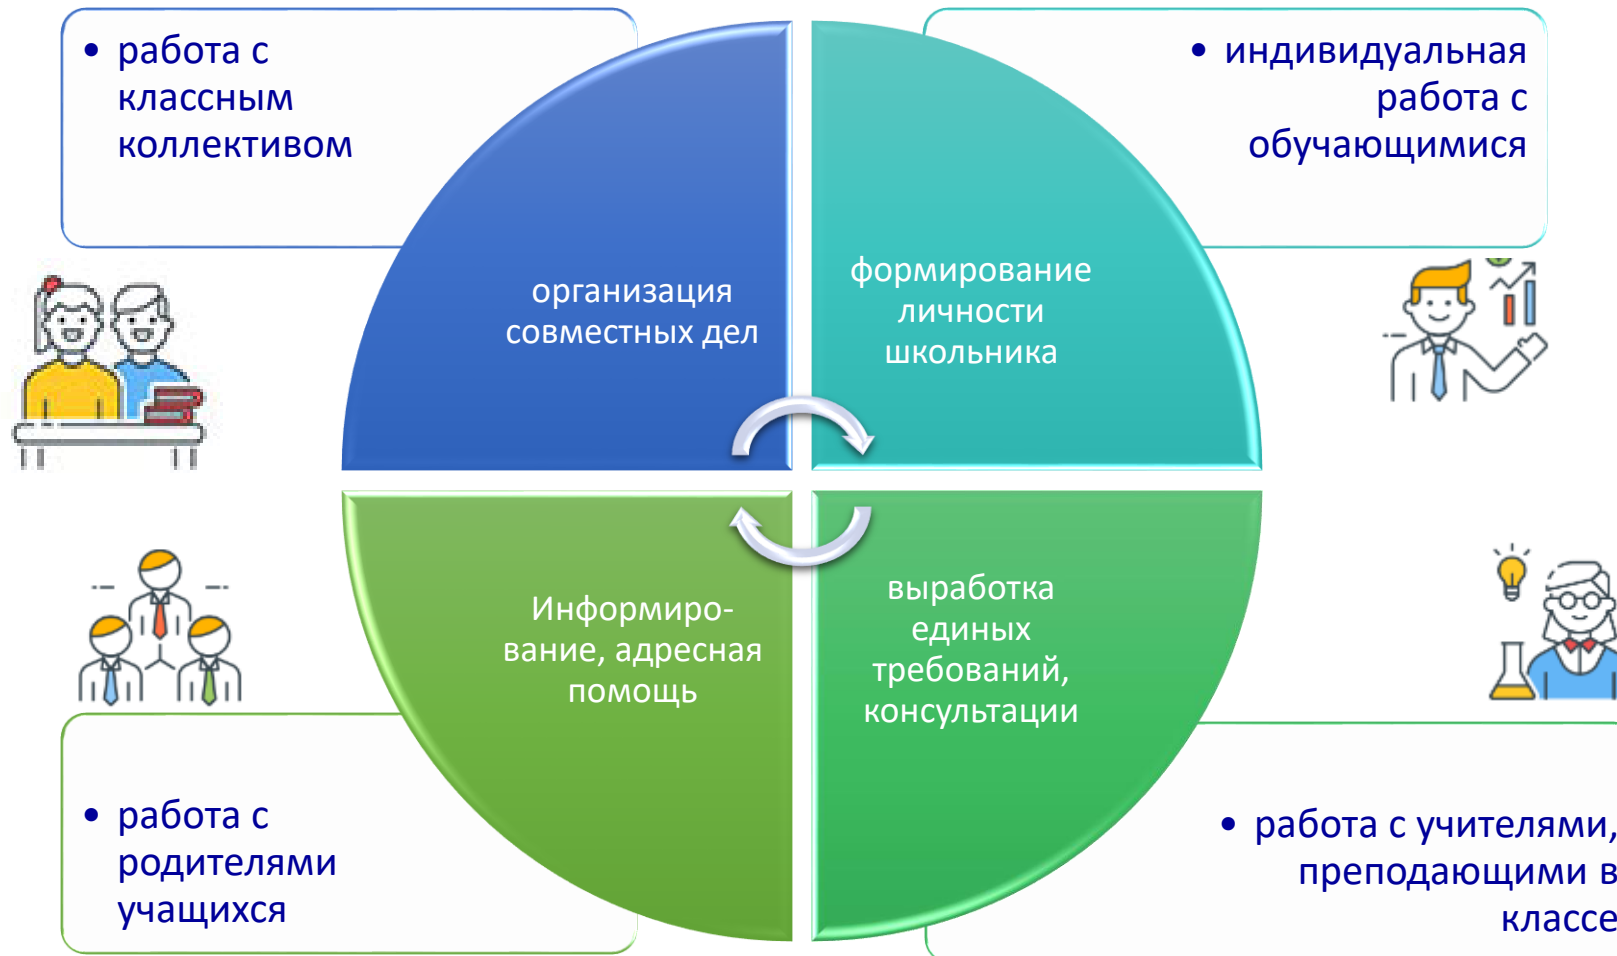 • работа с
классным
коллективом
• индивидуальная
работа с
обучающимися
организация
совместных дел
формирование
личности
школьника
Информиро-
вание, адресная
помощь
выработка
единых
требований,
консультации
• работа с
родителями
учащихся
• работа с учителями,
преподающими в
классе